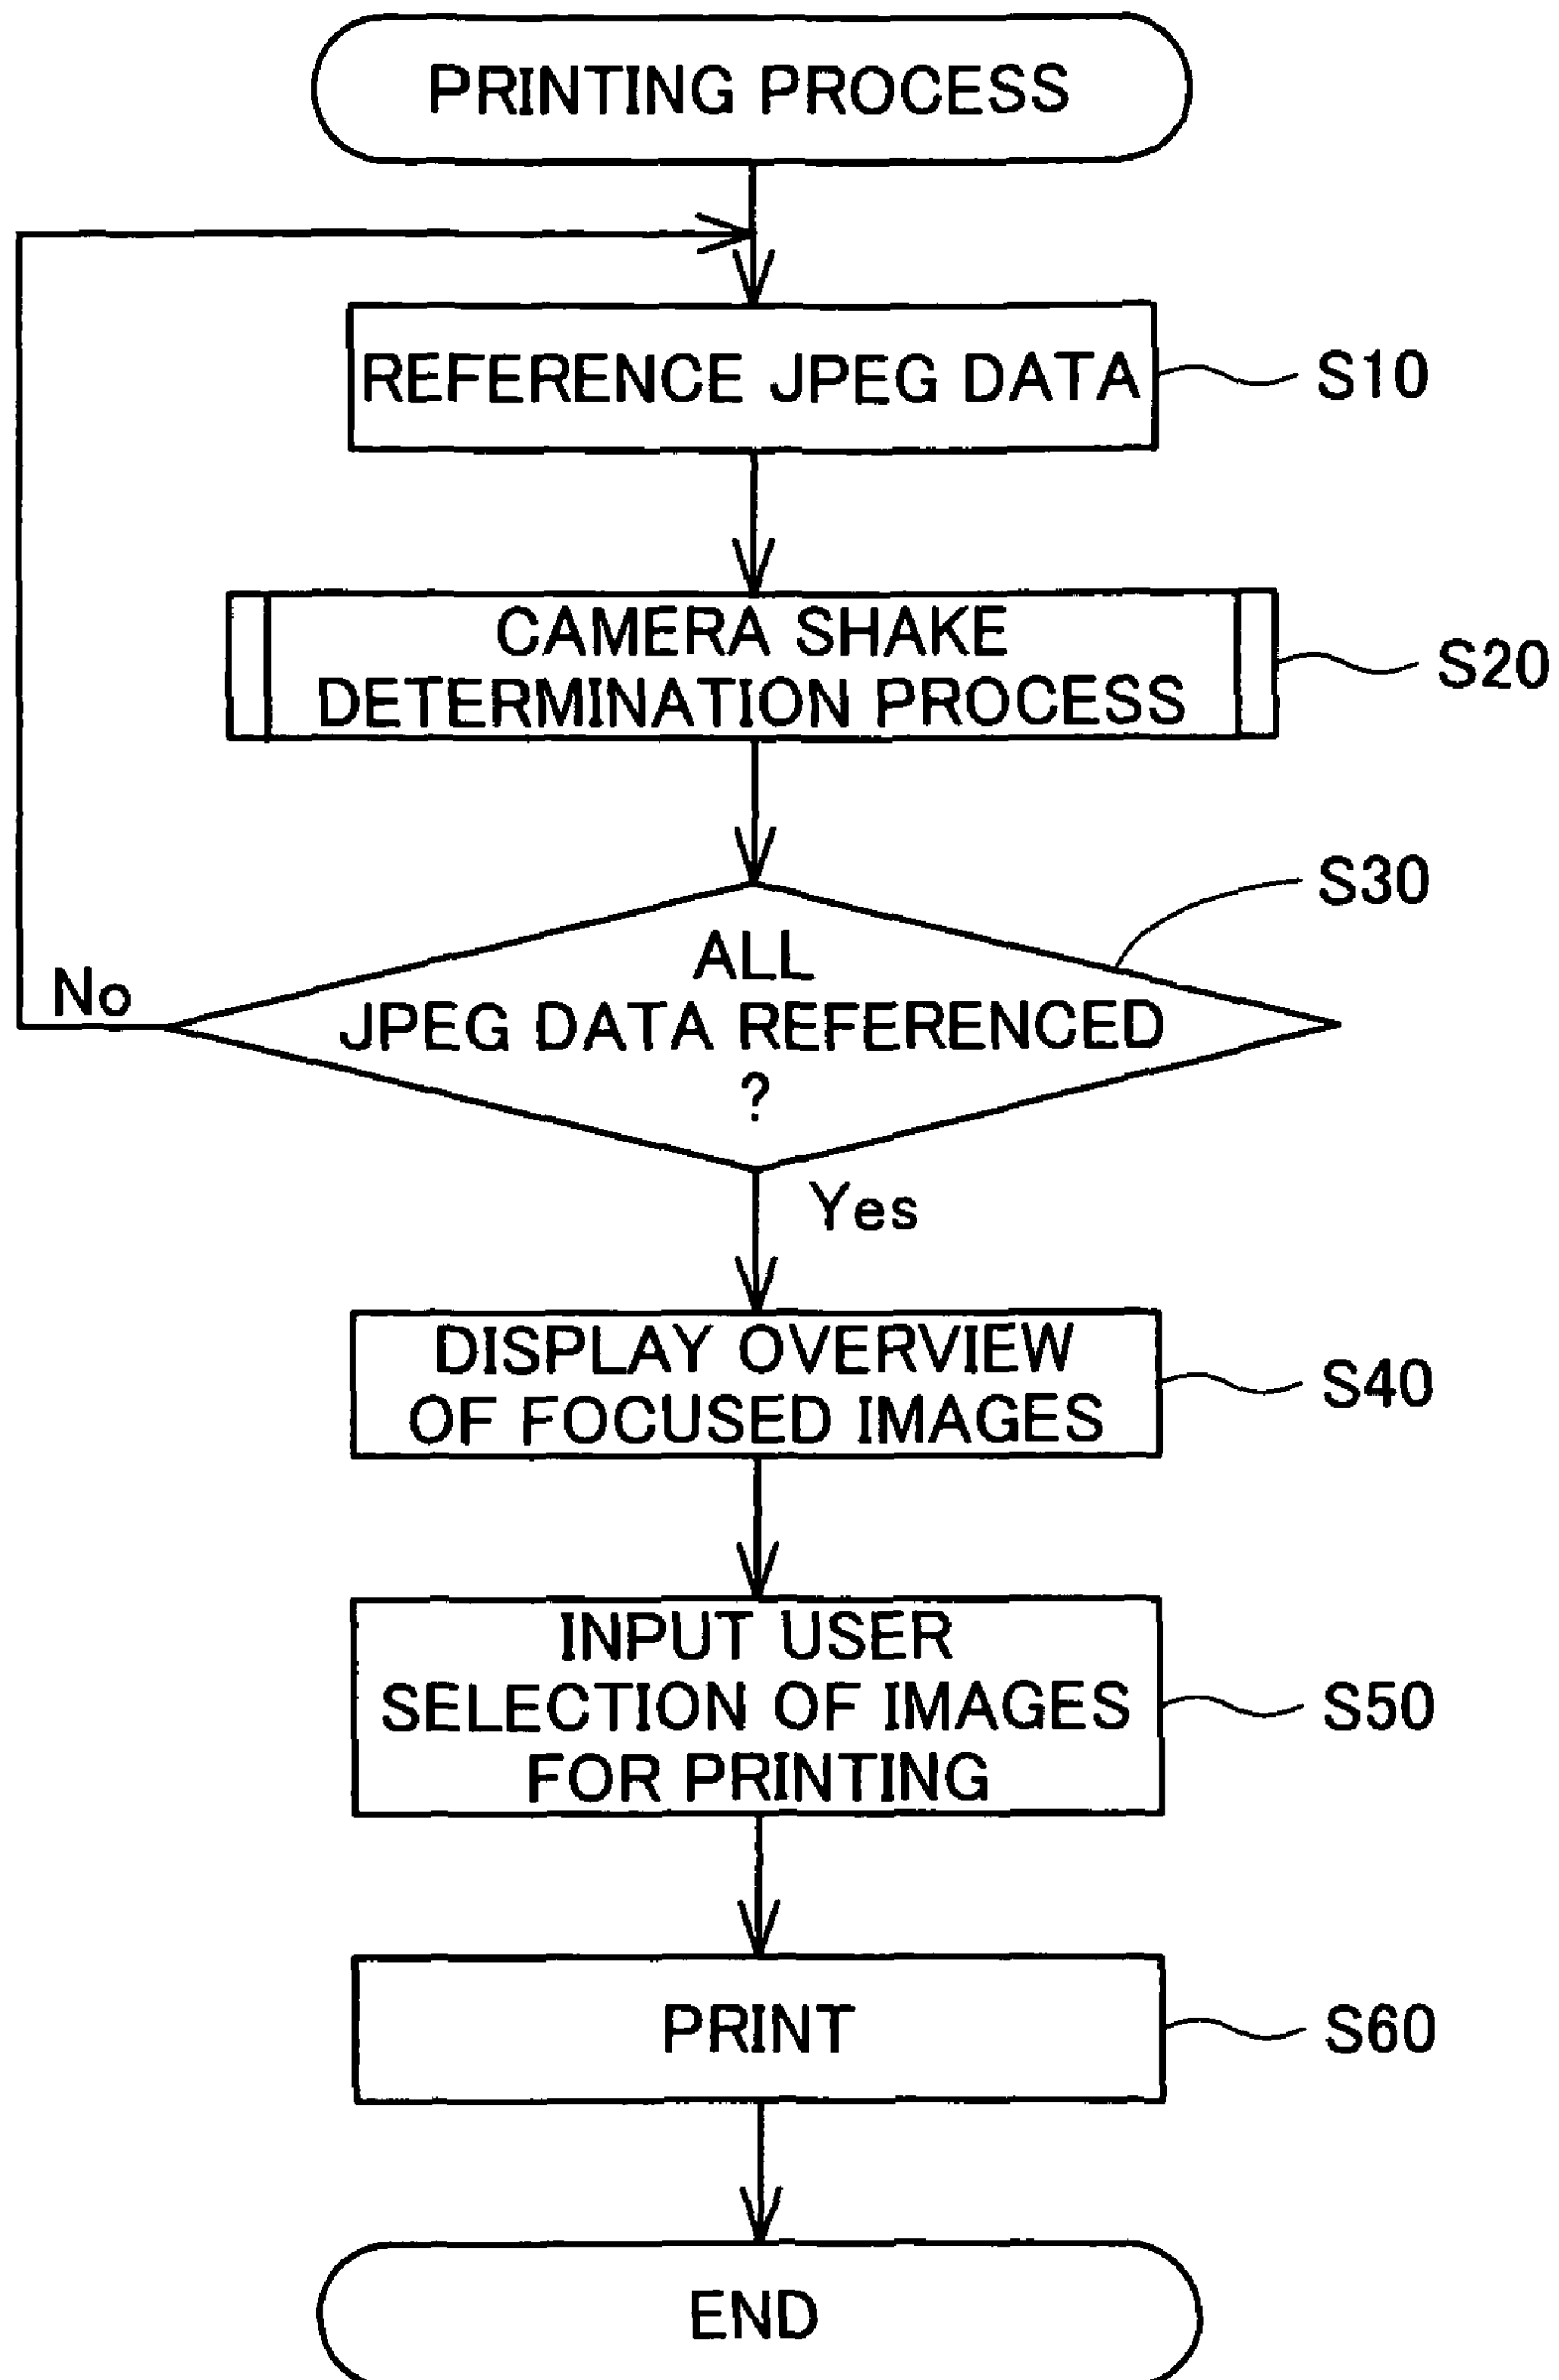 PRINTING PROCESS
REFERENCE JPEG DATA
S10
CAMERA SHAKE
DETERMINATION PROCESS
S20
S30
ALL
JPEG DATA REFERENCED
?
No
Yes
DISPLAY OVERVIEW
OF FOCUSED IMAGES
S40
INPUT USER
SELECTION OF IMAGES
FOR PRINTING
S50
PRINT
S60
END